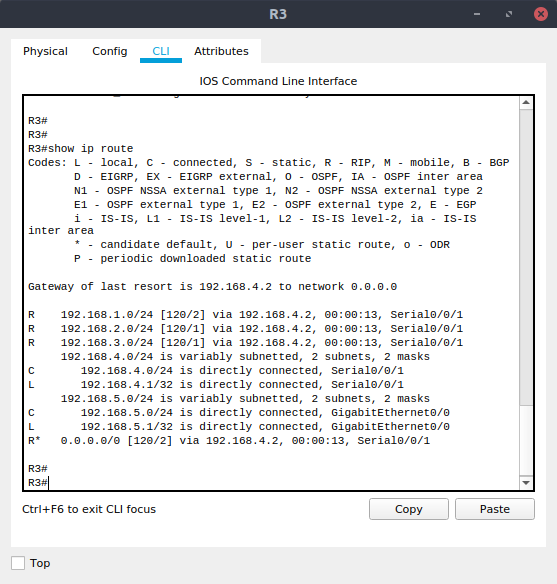 R3
Physical Config CLI Attributes
IOS Command Line Interface
R3#
R3#
R3#show ip route
Codes: L - local, C - connected, S - static, R - RIP, M - mobile, B - BGP
D - EIGRP, EX - EIGRP external, O - OSPF, IA - OSPF inter area
N1 - OSPF NSSA external type 1, N2 - OSPF NSSA external type 2
E1 - OSPF external type 1, E2 - OSPF external type 2, E - EGP
i - IS-IS, L1 - IS-IS level-1, L2 - IS-IS level-2, ia - IS-IS
inter area
* - candidate default, U - per-user static route, o - ODR
P - periodic downloaded static route
Gateway of last resort is 192.168.4.2 to network 0.0.0.0
R 192.168.1.0/24 [120/2] via 192.168.4.2, 00:00:13, Serial0/0/1
R 192.168.2.0/24 [120/1] via 192.168.4.2, 00:00:13, Serial0/0/1
R 192.168.3.0/24 [120/1] via 192.168.4.2, 00:00:13, Serial0/0/1
192.168.4.0/24 is variably subnetted, 2 subnets, 2 masks
C 192.168.4.0/24 is directly connected, Serial0/0/1
L 192.168.4.1/32 is directly connected, Serial0/0/1
192.168.5.0/24 is variably subnetted, 2 subnets, 2 masks
C 192.168.5.0/24 is directly connected, GigabitEthernet0/0
L 192.168.5.1/32 is directly connected, GigabitEthernet0/0
R* 0.0.0.0/0 [120/2] via 192.168.4.2, 00:00:13, Serial0/0/1
R3#
R3#
Ctrl+F6 to exit CLI focus Copy Paste
Top